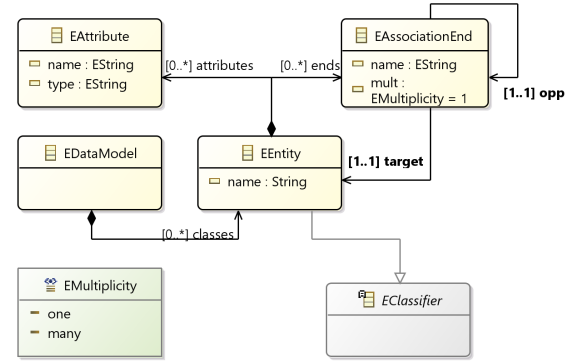 EAttribute
name : EString
type : EString
[0..*] attributes
[0..*] ends
EAssociationEnd
name : EString
mult :
EMultiplicity = 1
[1..1] opp
EDataModel
EEntity
name : String
[1..1] target
[0..*] classes
EMultiplicity
one
many
EClassifier